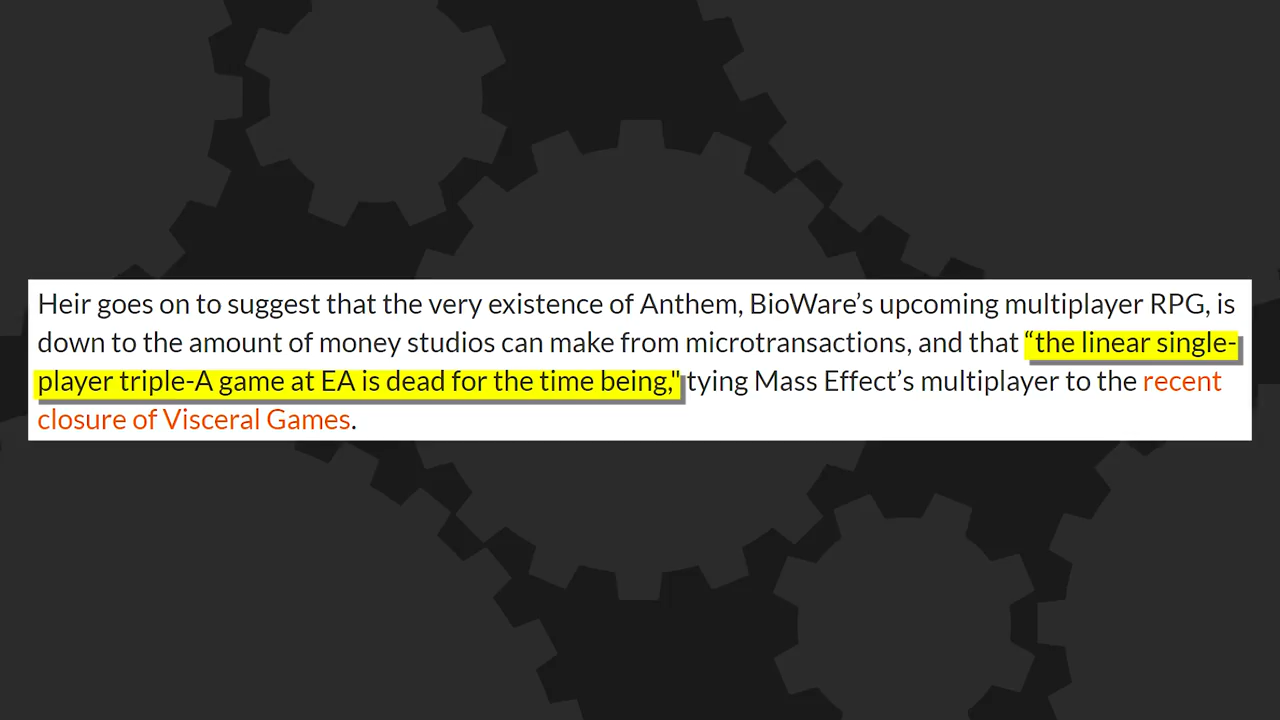 Heir goes on to suggest that the very existence of Anthem, BioWare’s upcoming multiplayer RPG, is
down to the amount of money studios can make from microtransactions, and that “the linear single-
player triple-A game at EA is dead for the time being," tying Mass Effect’s multiplayer to the recent
closure of Visceral Games.